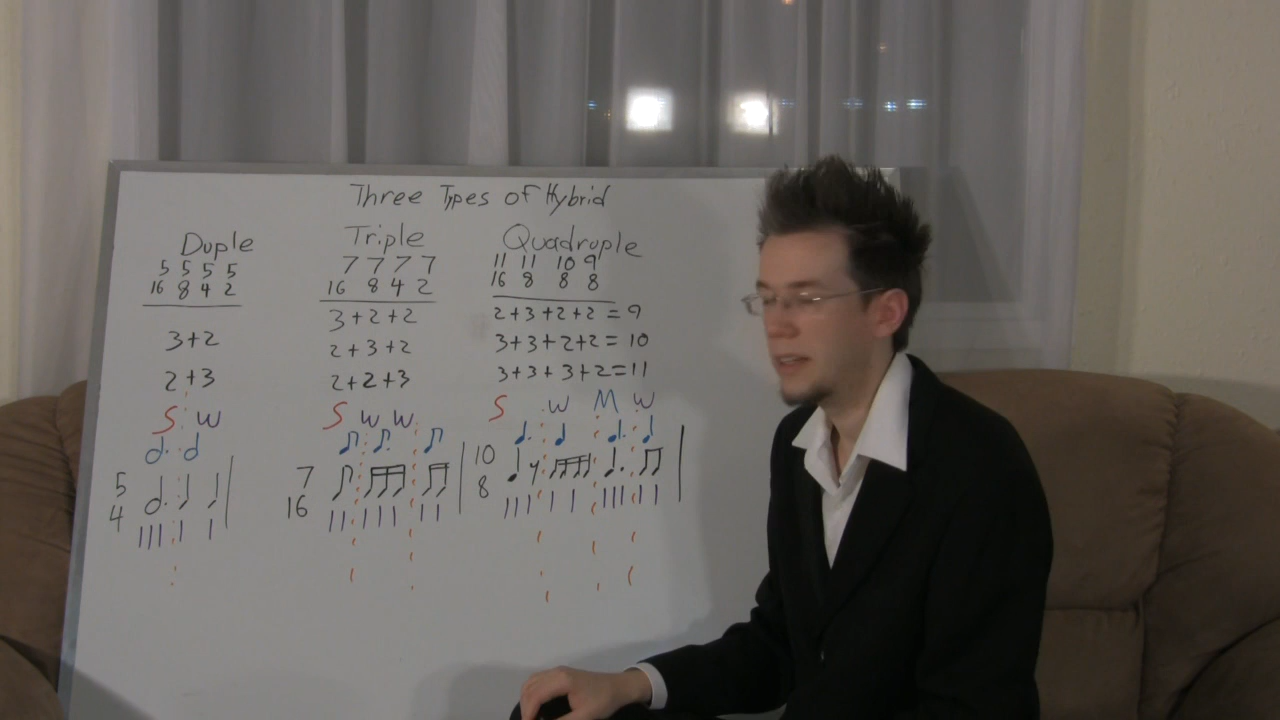 Three Types of Hybrid
Duple
5 5 5 5
16 8 4 2
3+2
2+3
S W
5
4
Triple
7 7 7 7
16 8 4 2
3+2+2
2+3+2
2+2+3
S W W
7
16
Quadruple
11 11 10 9
16 8 8 8
2+3+2+2=9
3+3+2+2=10
3+3+3+2=11
S W M W
10
8